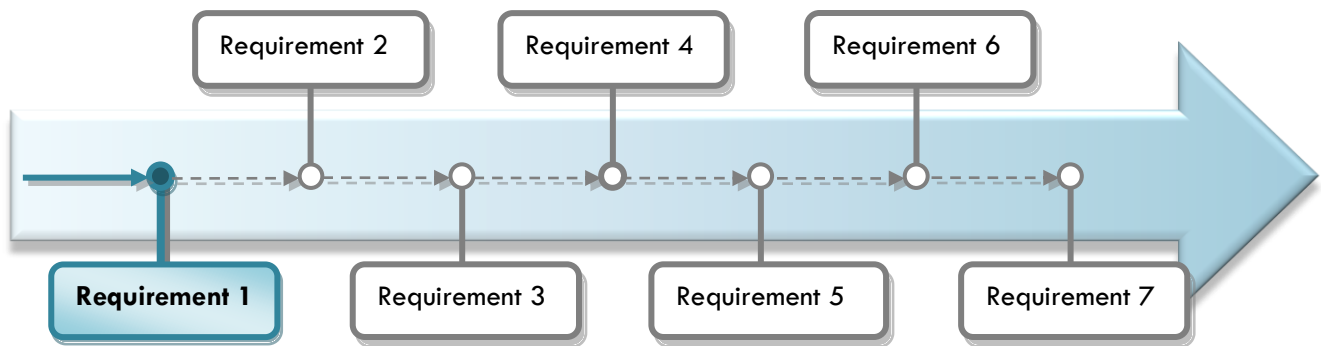 Requirement 2
Requirement 4
Requirement 6
Requirement 1
Requirement 3
Requirement 5
Requirement 7